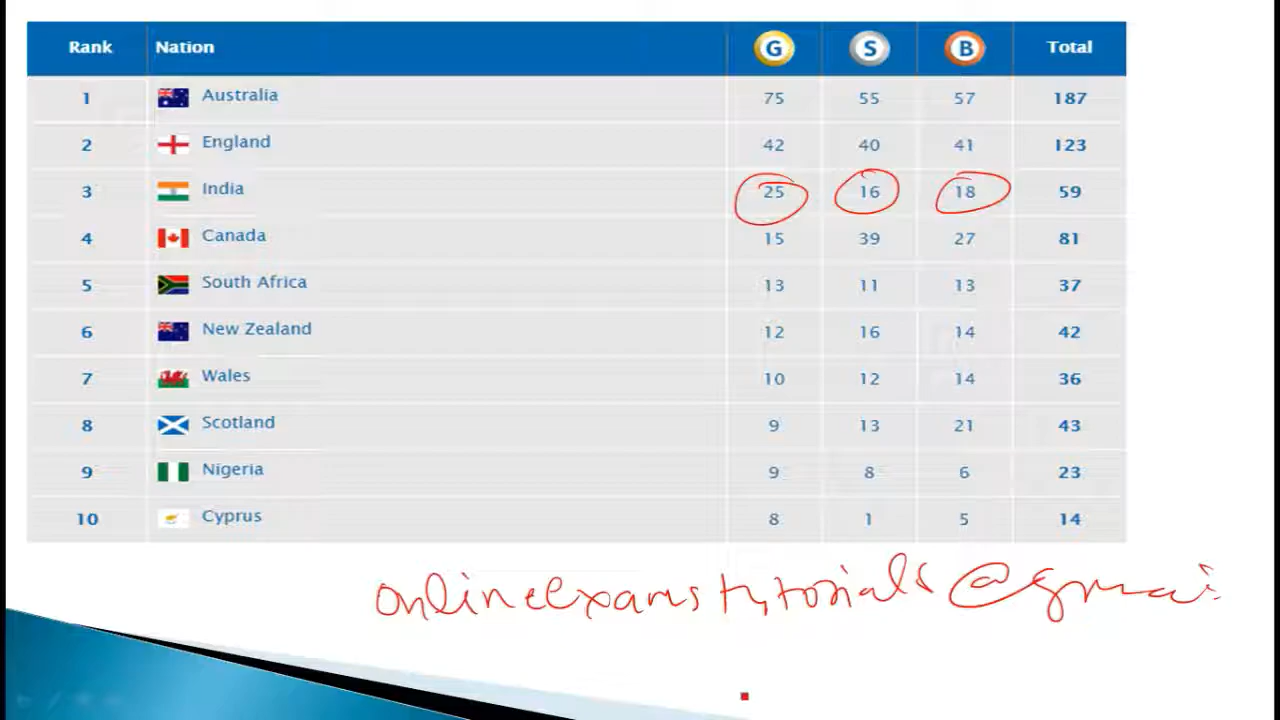 Rank Nation G S B Total
1 Australia 75 55 57 187
2 England 42 40 41 123
3 India 25 16 18 59
4 Canada 15 39 27 81
5 South Africa 13 11 13 37
6 New Zealand 12 16 14 42
7 Wales 10 12 14 36
8 Scotland 9 13 21 43
9 Nigeria 9 8 6 23
10 Cyprus 8 1 5 14
onlineexamstutorials@gmai